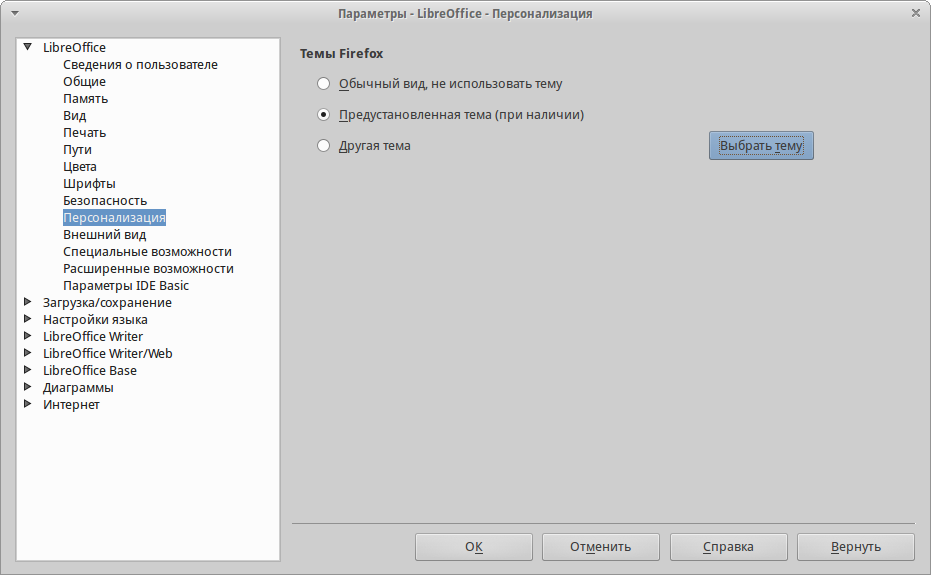 Параметры - LibreOffice - Персонализация
LibreOffice
Сведения о пользователе
Общие
Память
Вид
Печать
Пути
Цвета
Шрифты
Безопасность
Персонализация
Внешний вид
Специальные возможности
Расширенные возможности
Параметры IDE Basic
Загрузка/сохранение
Настройки языка
LibreOffice Writer
LibreOffice Writer/Web
LibreOffice Base
Диаграммы
Интернет
Темы Firefox
Обычный вид, не использовать тему
Предустановленная тема (при наличии)
Другая тема
Выбрать тему
OK
Отменить
Справка
Вернуть